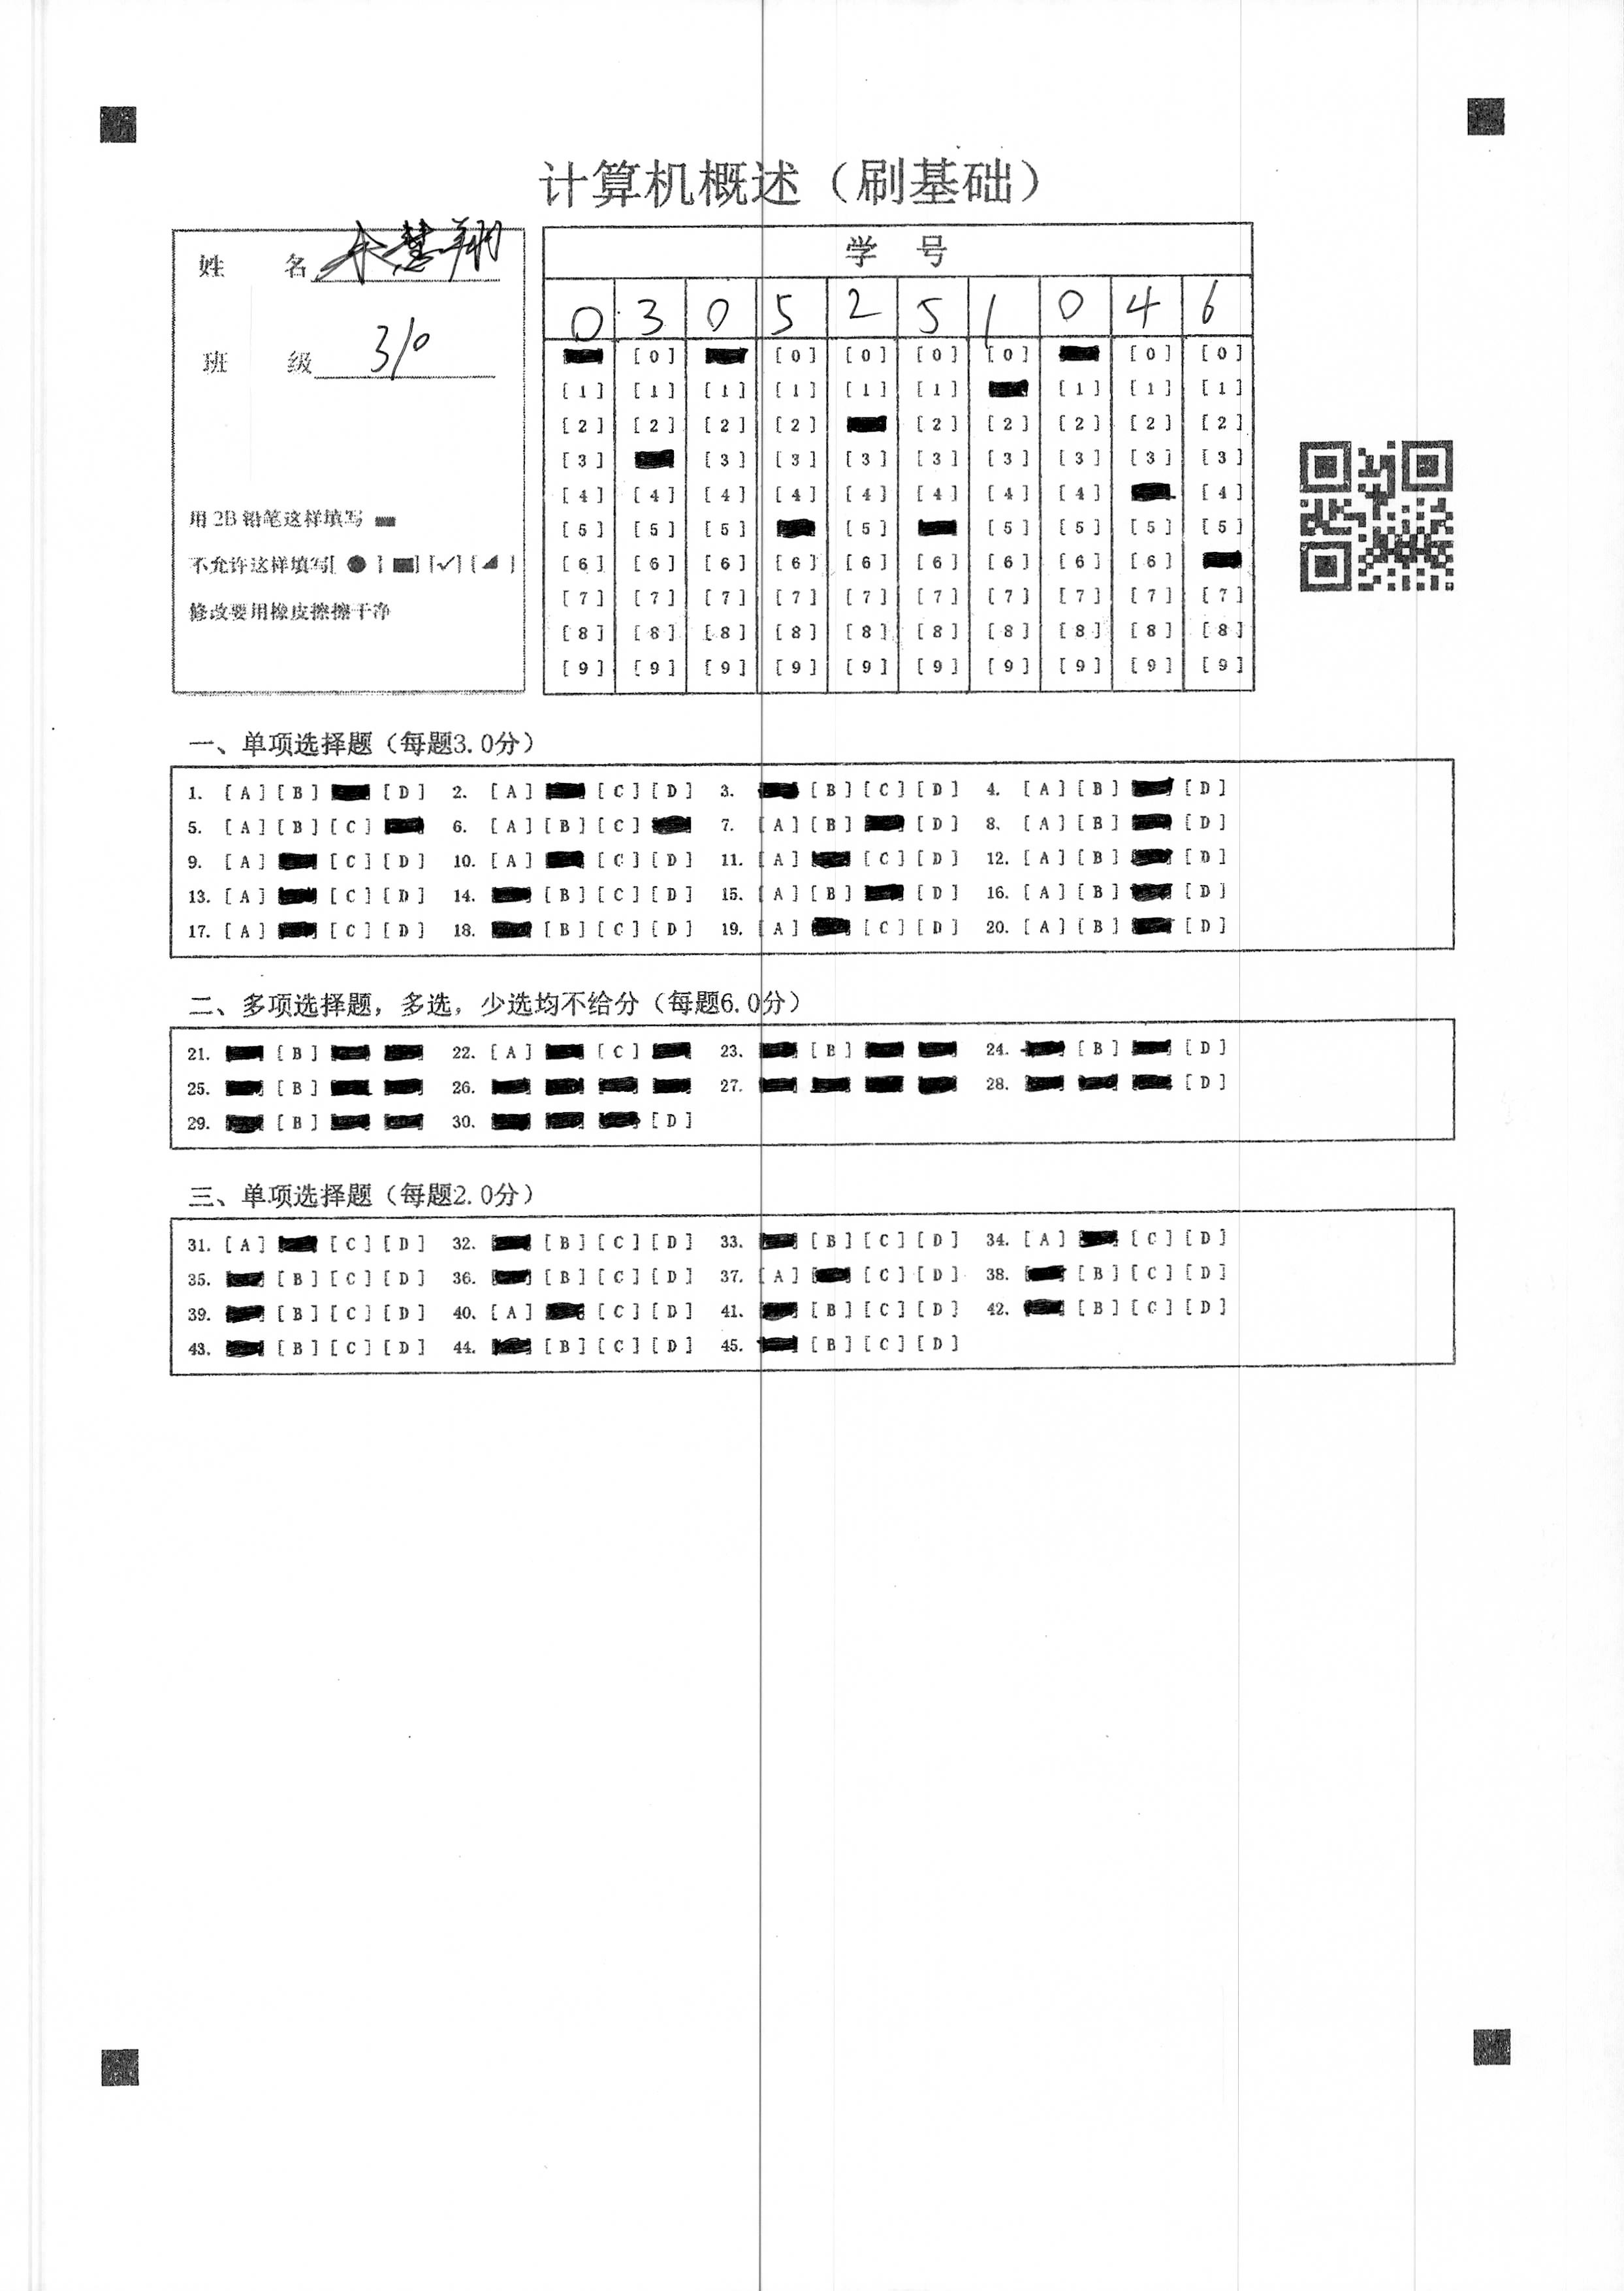 计算机概述（刷基础）
姓 名 慧翔
班 级 310
用 2B 铅笔这样填写
不允许这样填写[ ● ] [✓] [ ]
修改要用橡皮擦擦干净
学 号
0 3 0 5 2 5 1 0 4 6
[0] [0] [0] [0] [0] [0] [0]
[1] [1] [1] [1] [1] [1] [1] [1] [1]
[2] [2] [2] [2] [2] [2] [2] [2] [2]
[3] [3] [3] [3] [3] [3] [3] [3] [3]
[4] [4] [4] [4] [4] [4] [4] [4] [4]
[5] [5] [5] [5] [5] [5] [5] [5]
[6] [6] [6] [6] [6] [6] [6] [6] [6]
[7] [7] [7] [7] [7] [7] [7] [7] [7] [7]
[8] [8] [8] [8] [8] [8] [8] [8] [8] [8]
[9] [9] [9] [9] [9] [9] [9] [9] [9] [9]
一、单项选择题（每题3.0分）
1. [A] [B] [D] 2. [A] [C] [D] 3. [B] [C] [D] 4. [A] [B] [D]
5. [A] [B] [C] 6. [A] [B] [C] 7. [A] [B] [D] 8. [A] [B] [D]
9. [A] [C] [D] 10. [A] [C] [D] 11. [A] [C] [D] 12. [A] [B] [D]
13. [A] [C] [D] 14. [B] [C] [D] 15. [A] [B] [D] 16. [A] [B] [D]
17. [A] [C] [D] 18. [B] [C] [D] 19. [A] [C] [D] 20. [A] [B] [D]
二、多项选择题，多选，少选均不给分（每题6.0分）
21. [B] 22. [A] [C] 23. [B] 24. [B] [D]
25. [B] 26. 27. 28. [D]
29. [B] 30. [D]
三、单项选择题（每题2.0分）
31. [A] [C] [D] 32. [B] [C] [D] 33. [B] [C] [D] 34. [A] [C] [D]
35. [B] [C] [D] 36. [B] [C] [D] 37. [A] [C] [D] 38. [B] [C] [D]
39. [B] [C] [D] 40. [A] [C] [D] 41. [B] [C] [D] 42. [B] [C] [D]
43. [B] [C] [D] 44. [B] [C] [D] 45. [B] [C] [D]